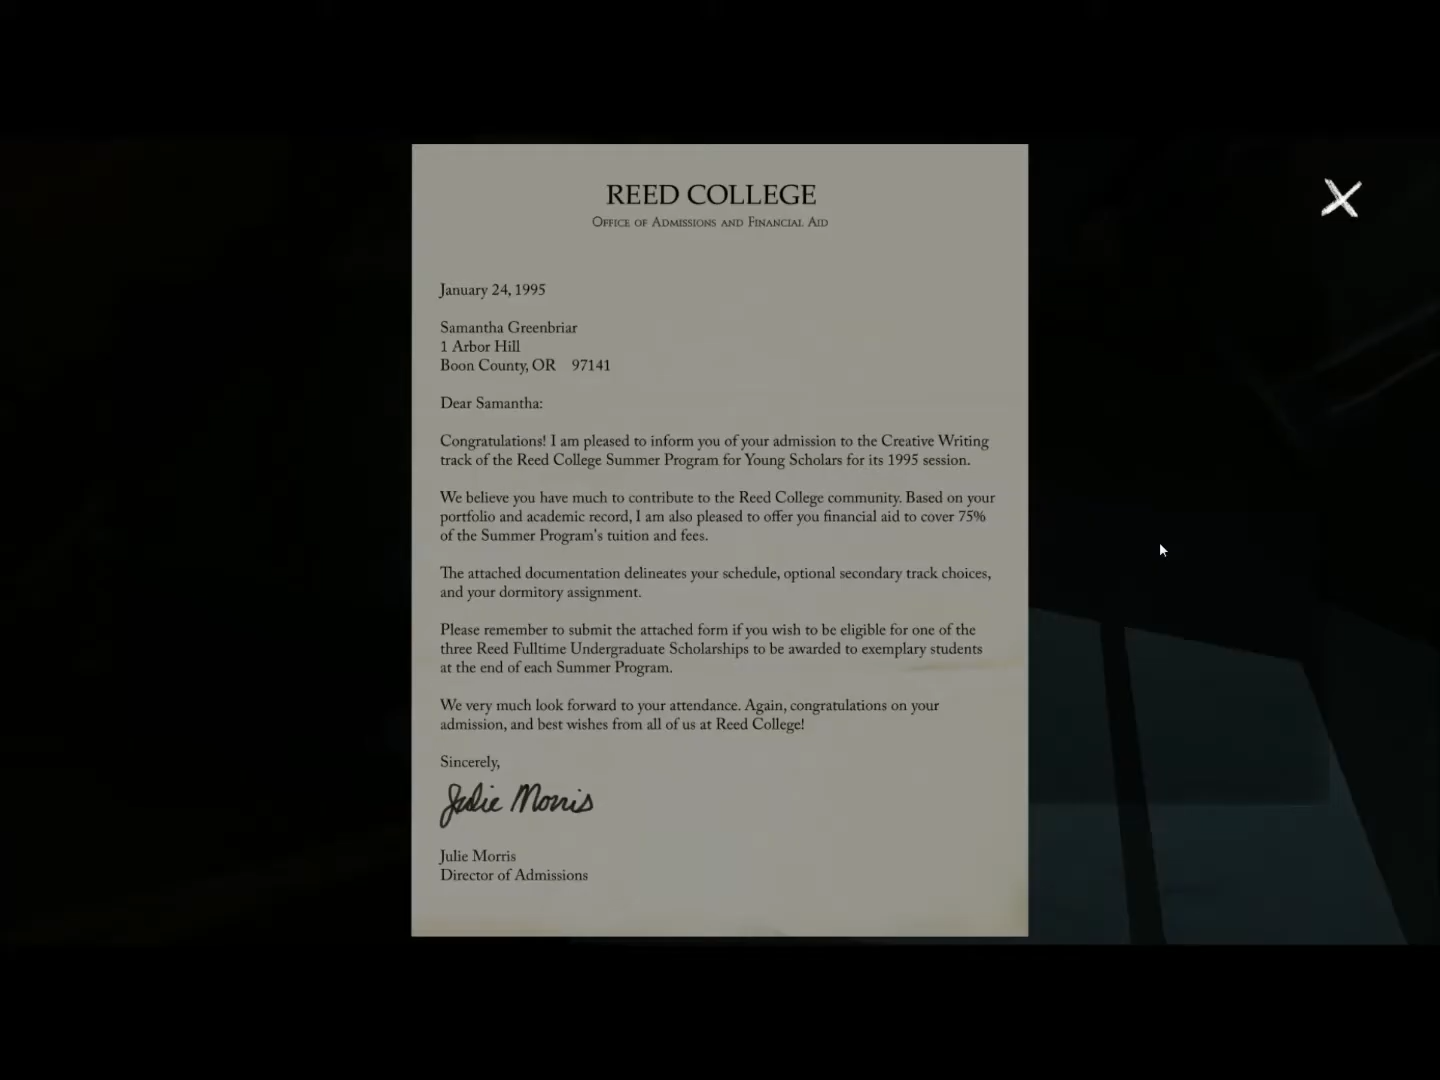 REED COLLEGE
Office of Admissions and Financial Aid
January 24, 1995
Samantha Greenbriar
1 Arbor Hill
Boon County, OR 97141
Dear Samantha:
Congratulations! I am pleased to inform you of your admission to the Creative Writing
track of the Reed College Summer Program for Young Scholars for its 1995 session.
We believe you have much to contribute to the Reed College community. Based on your
portfolio and academic record, I am also pleased to offer you financial aid to cover 75%
of the Summer Program's tuition and fees.
The attached documentation delineates your schedule, optional secondary track choices,
and your dormitory assignment.
Please remember to submit the attached form if you wish to be eligible for one of the
three Reed Fulltime Undergraduate Scholarships to be awarded to exemplary students
at the end of each Summer Program.
We very much look forward to your attendance. Again, congratulations on your
admission, and best wishes from all of us at Reed College!
Sincerely,
Julie Morris
Julie Morris
Director of Admissions